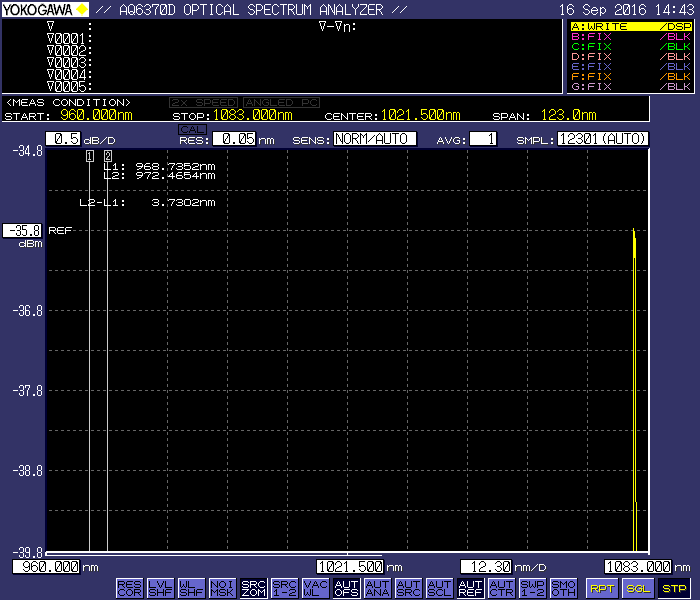 YOKOGAWA // AQ6370D OPTICAL SPECTRUM ANALYZER // 16 Sep 2016 14:43
∇ : ∇-∇n:
∇0001:
∇0002:
∇0003:
∇0004:
∇0005:
A:WRITE /DSP
B:FIX /BLK
C:FIX /BLK
D:FIX /BLK
E:FIX /BLK
F:FIX /BLK
G:FIX /BLK
<MEAS CONDITION> 2x SPEED ANGLED PC
START: 960.000nm STOP:1083.000nm CENTER:1021.500nm SPAN: 123.0nm
CAL
0.5 dB/D RES: 0.05 nm SENS: NORM/AUTO AVG: 1 SMPL: 12301(AUTO)
-34.8
1 2
L1: 968.7352nm
L2: 972.4654nm
L2-L1: 3.7302nm
-35.8 REF
dBm
-36.8
-37.8
-38.8
-39.8
960.000 nm 1021.500 nm 12.30 nm/D 1083.000 nm
RES COR LVL SHF WL SHF NOI MSK SRC ZOM SRC 1-2 VAC WL AUT OFS AUT ANA AUT SRC AUT SCL AUT REF AUT CTR SWP 1-2 SMO OTH RPT SGL STP